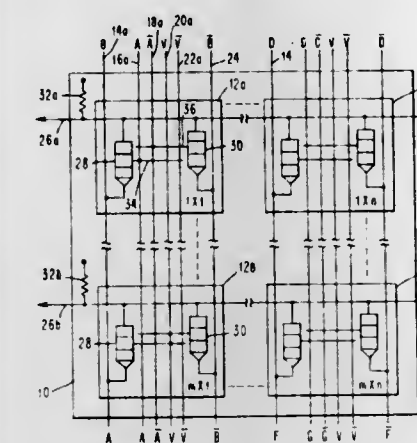 14a 18a 20a
B A Ā V V̄ B̄ D G C̄ V V̄ D̄
16a 22a 24 14
12a
32a
26a
36
28 30
34
1X1 1Xn
32b
12B
26b
28 30
10
mX1 mXn
A A Ā V V̄ B̄ F G G̅ V V̄ F̄